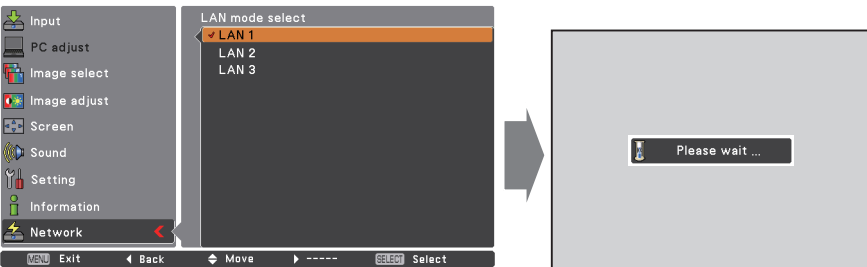 Input
PC adjust
Image select
Image adjust
Screen
Sound
Setting
Information
Network
LAN mode select
LAN 1
LAN 2
LAN 3
MENU Exit Back Move ----- SELECT Select
Please wait ...